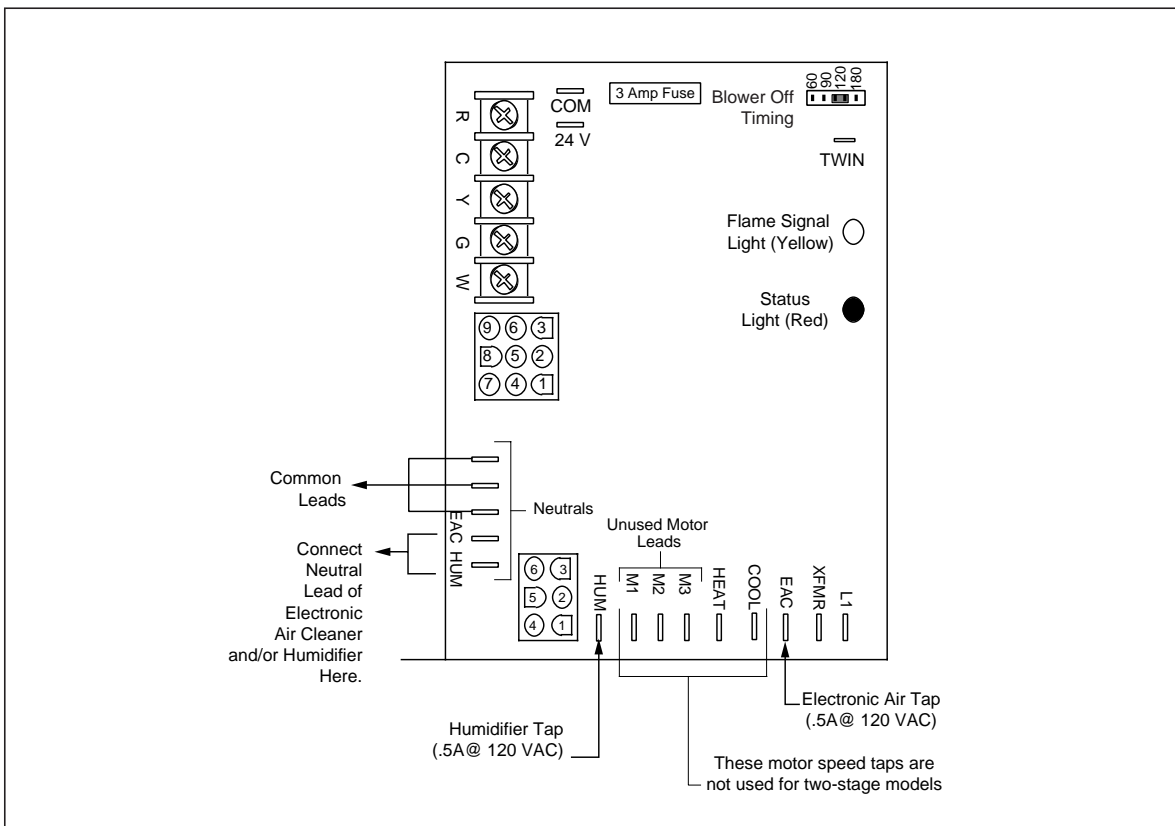 R
C
Y
G
W
COM
24 V
3 Amp Fuse
Blower Off
Timing
60
90
120
180
TWIN
Flame Signal
Light (Yellow)
Status
Light (Red)
9 6 3
8 5 2
7 4 1
Common
Leads
Neutrals
EAC HUM
Connect
Neutral
Lead of
Electronic
Air Cleaner
and/or Humidifier
Here.
6 3
5 2
4 1
Unused Motor
Leads
HUM
M1
M2
M3
HEAT
COOL
EAC
XFMR
L1
Humidifier Tap
(.5A@ 120 VAC)
Electronic Air Tap
(.5A@ 120 VAC)
These motor speed taps are
not used for two-stage models